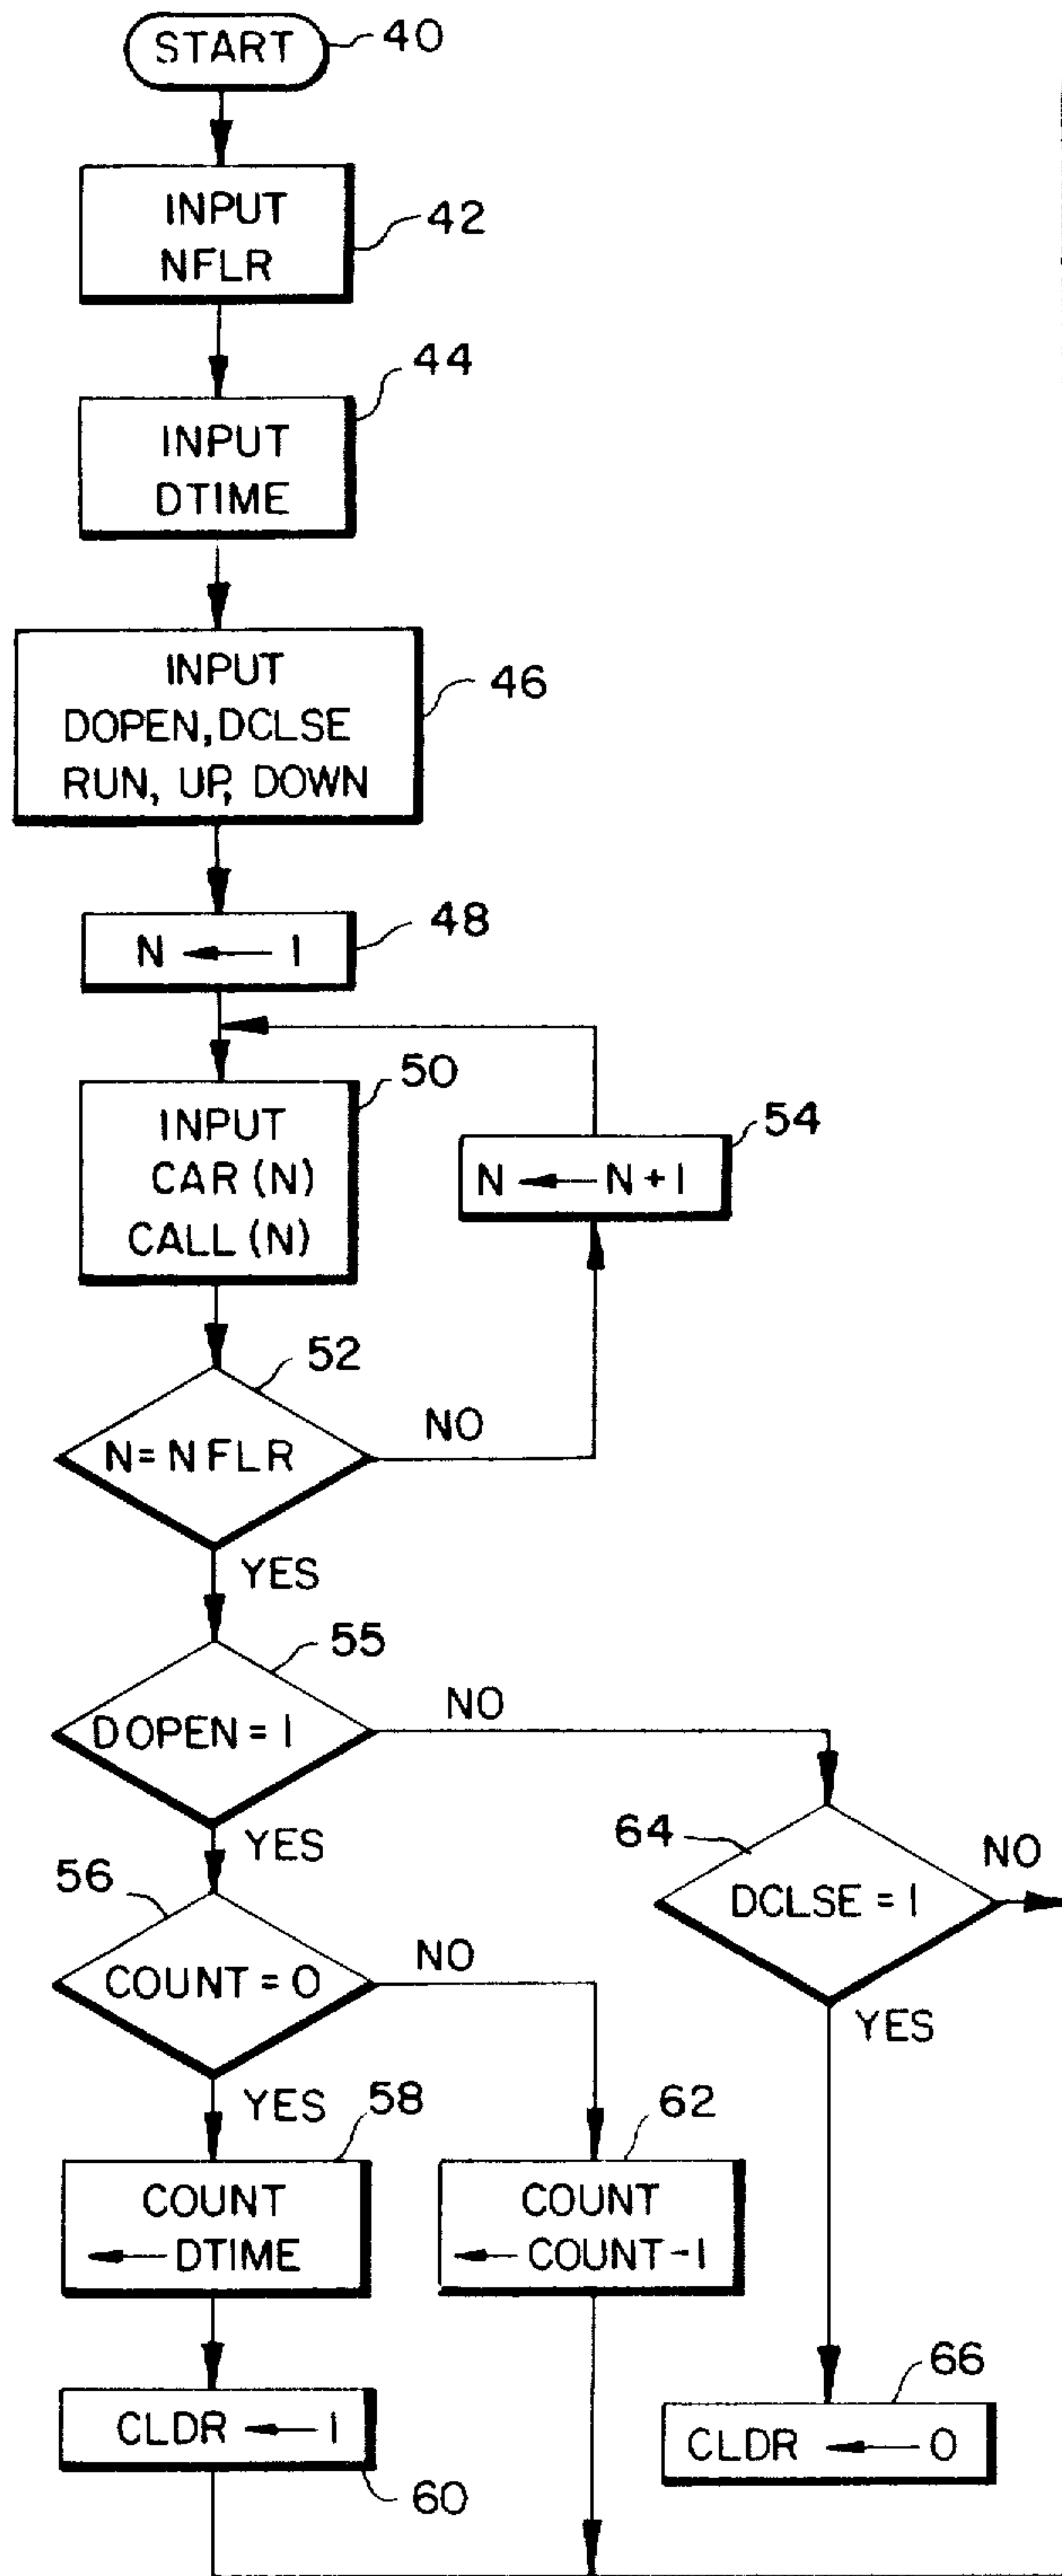 START
40
INPUT
NFLR
42
44
INPUT
DTIME
INPUT
DOPEN, DCLSE
RUN, UP, DOWN
46
N ← 1
48
50
INPUT
CAR (N)
CALL (N)
54
N ← N + 1
52
N = NFLR
NO
YES
55
DOPEN = 1
NO
YES
64
DCLSE = 1
NO
YES
56
COUNT = 0
NO
YES
58
COUNT
← DTIME
62
COUNT
← COUNT - 1
CLDR ← 1
60
66
CLDR ← 0